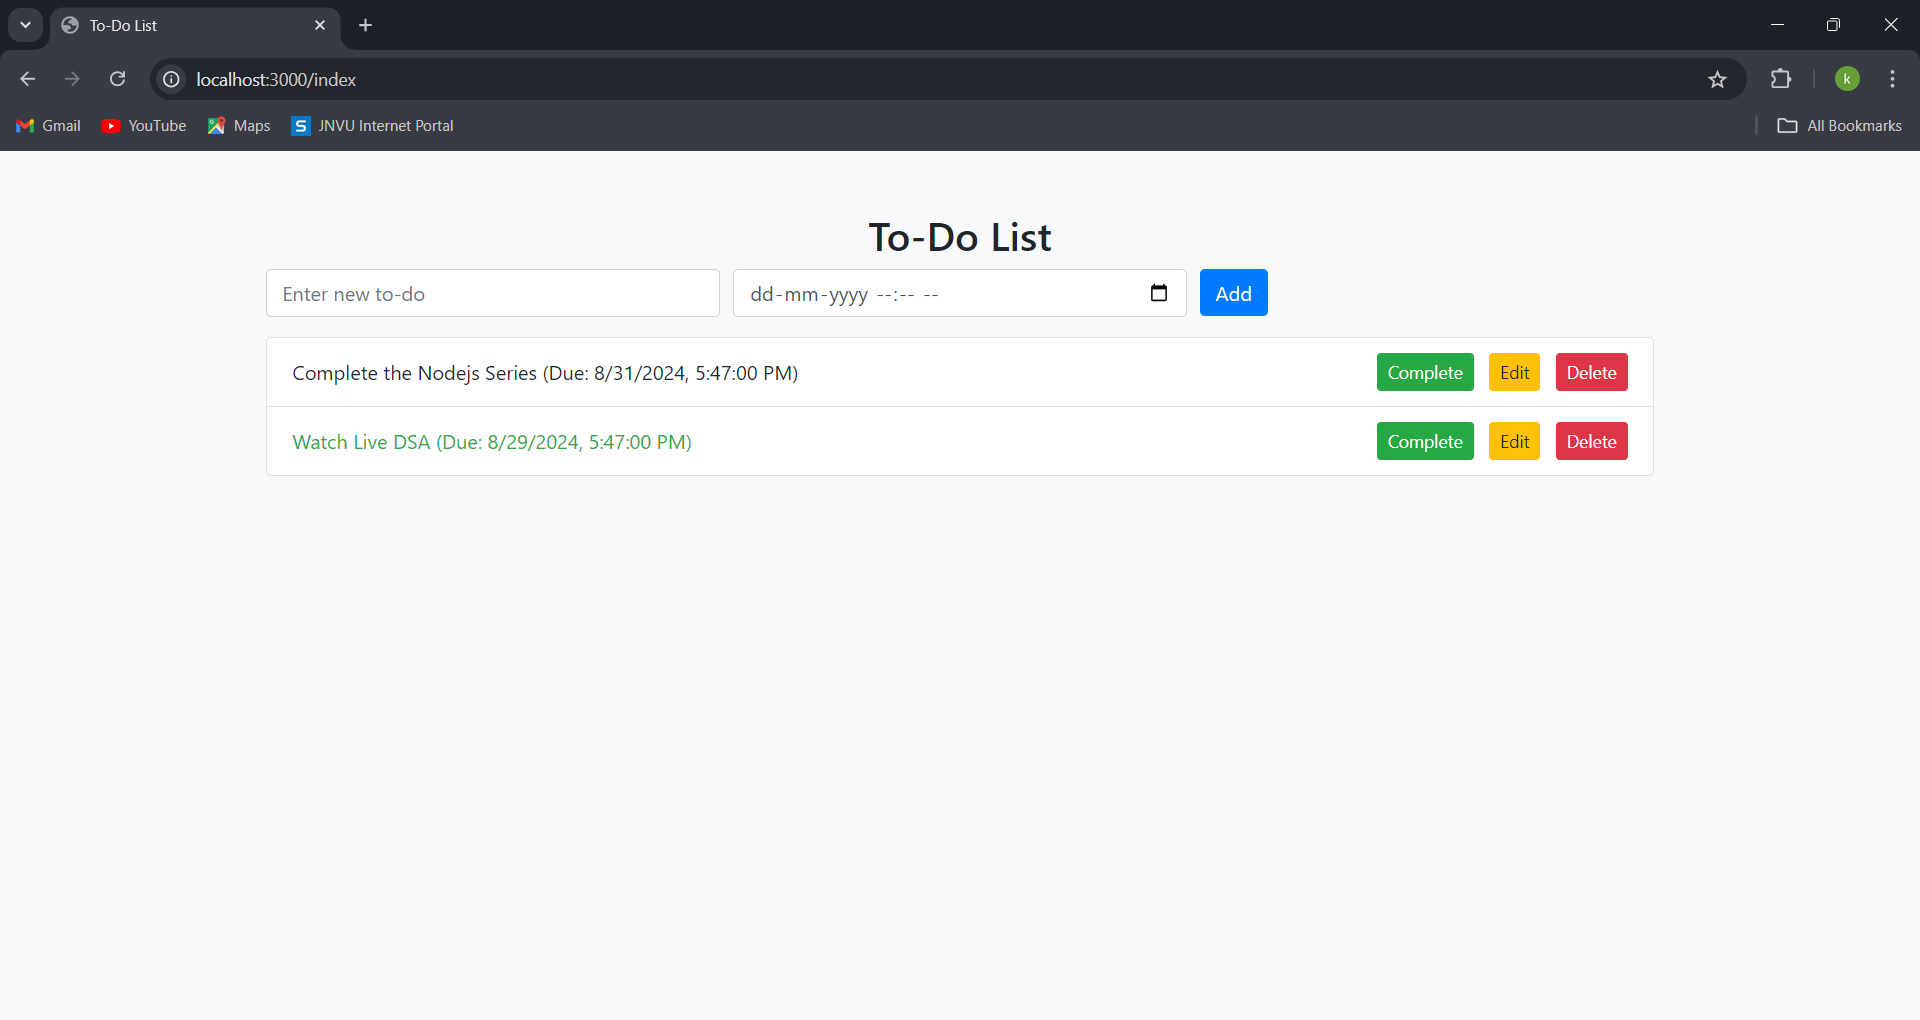 To-Do List
localhost:3000/index
k
Gmail YouTube Maps S JNVU Internet Portal All Bookmarks
To-Do List
Enter new to-do dd-mm-yyyy --:-- -- Add
Complete the Nodejs Series (Due: 8/31/2024, 5:47:00 PM) Complete Edit Delete
Watch Live DSA (Due: 8/29/2024, 5:47:00 PM) Complete Edit Delete